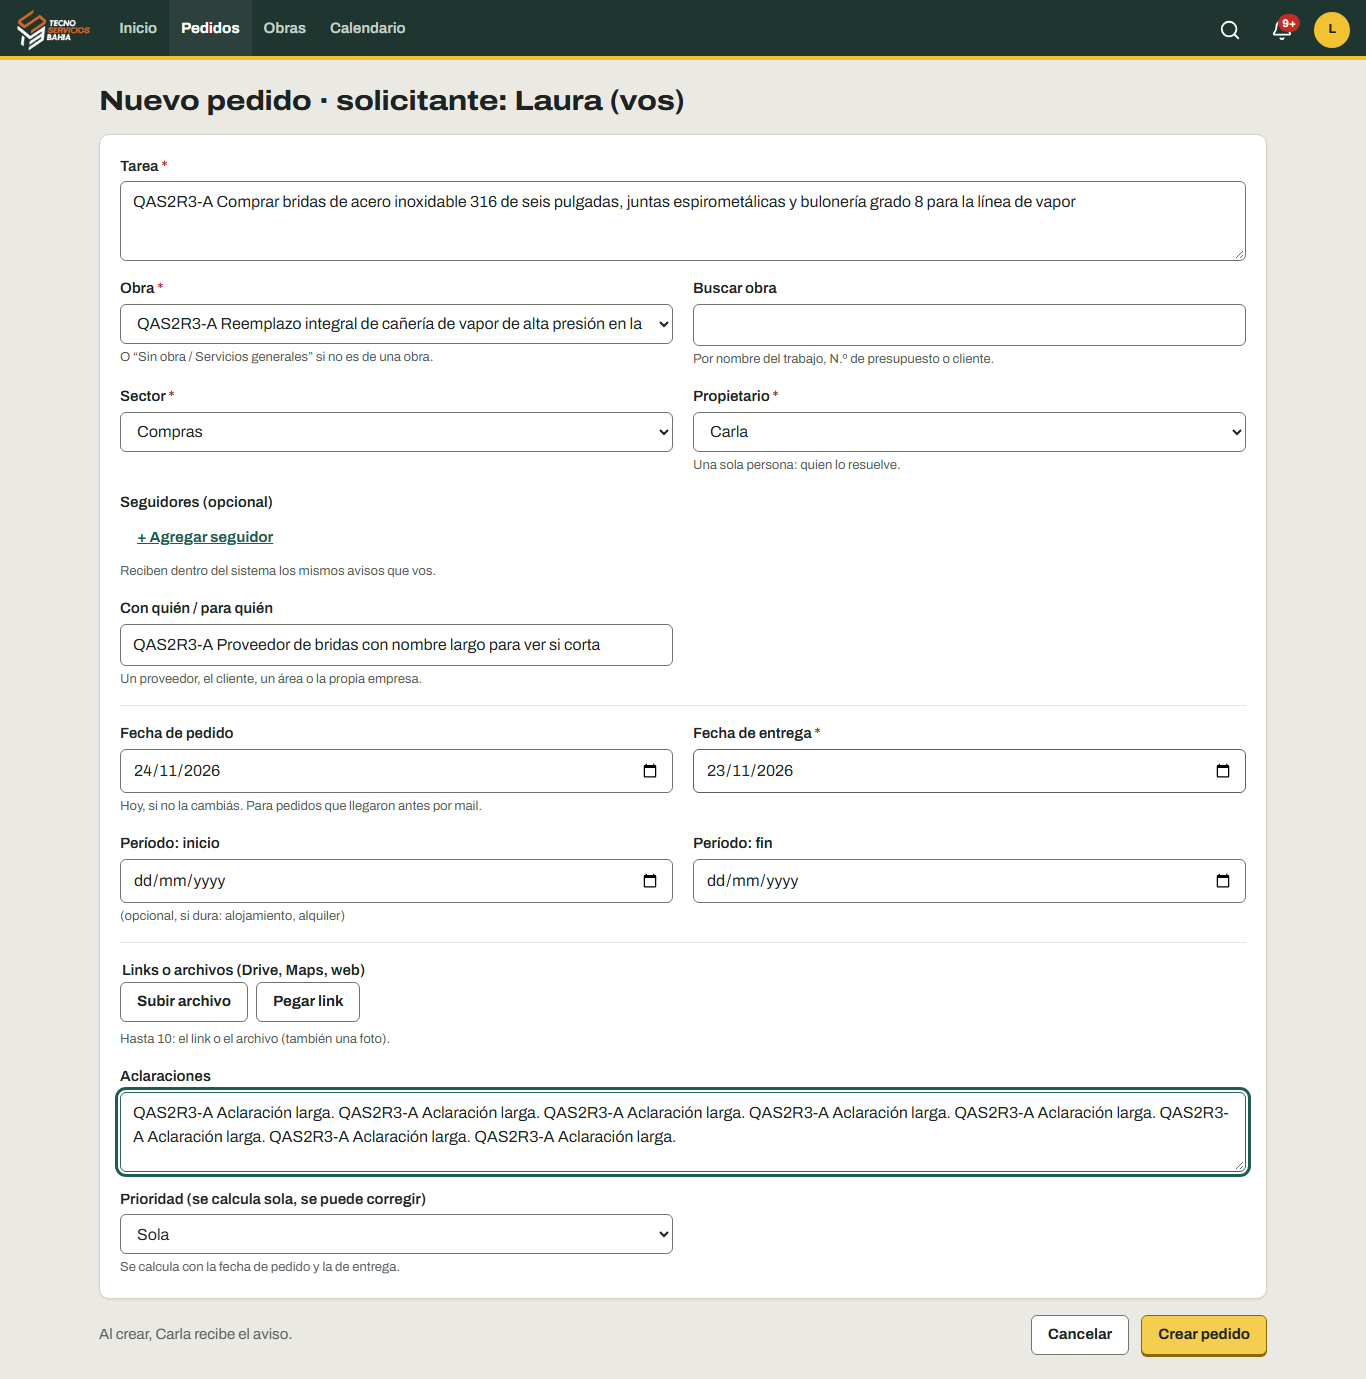 TECNO
SERVICIOS
BAHIA
Inicio
Pedidos
Obras
Calendario
9+
L
Nuevo pedido · solicitante: Laura (vos)
Tarea *
QAS2R3-A Comprar bridas de acero inoxidable 316 de seis pulgadas, juntas espirometálicas y bulonería grado 8 para la línea de vapor
Obra *
Buscar obra
QAS2R3-A Reemplazo integral de cañería de vapor de alta presión en la
O “Sin obra / Servicios generales” si no es de una obra.
Por nombre del trabajo, N.º de presupuesto o cliente.
Sector *
Propietario *
Compras
Carla
Una sola persona: quien lo resuelve.
Seguidores (opcional)
+ Agregar seguidor
Reciben dentro del sistema los mismos avisos que vos.
Con quién / para quién
QAS2R3-A Proveedor de bridas con nombre largo para ver si corta
Un proveedor, el cliente, un área o la propia empresa.
Fecha de pedido
Fecha de entrega *
24/11/2026
23/11/2026
Hoy, si no la cambiás. Para pedidos que llegaron antes por mail.
Período: inicio
Período: fin
dd/mm/yyyy
dd/mm/yyyy
(opcional, si dura: alojamiento, alquiler)
Links o archivos (Drive, Maps, web)
Subir archivo
Pegar link
Hasta 10: el link o el archivo (también una foto).
Aclaraciones
QAS2R3-A Aclaración larga. QAS2R3-A Aclaración larga. QAS2R3-A Aclaración larga. QAS2R3-A Aclaración larga. QAS2R3-A Aclaración larga. QAS2R3-
A Aclaración larga. QAS2R3-A Aclaración larga. QAS2R3-A Aclaración larga.
Prioridad (se calcula sola, se puede corregir)
Sola
Se calcula con la fecha de pedido y la de entrega.
Al crear, Carla recibe el aviso.
Cancelar
Crear pedido